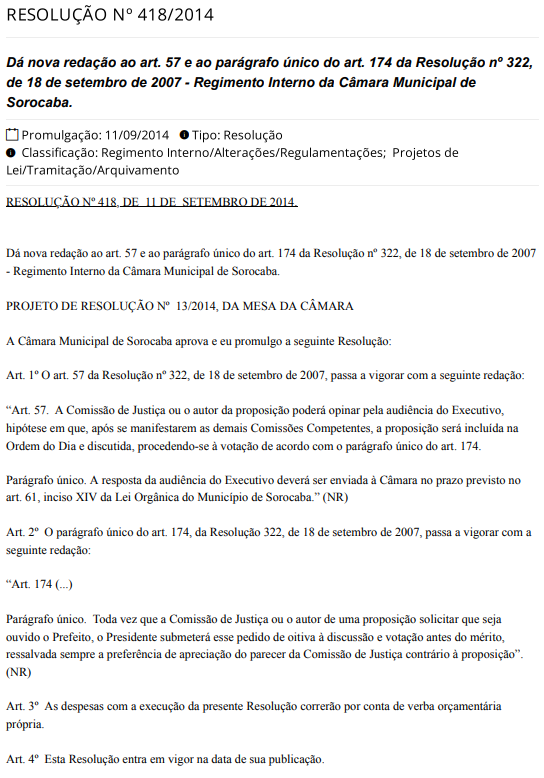 RESOLUÇÃO Nº 418/2014
Dá nova redação ao art. 57 e ao parágrafo único do art. 174 da Resolução nº 322,
de 18 de setembro de 2007 - Regimento Interno da Câmara Municipal de
Sorocaba.
Promulgação: 11/09/2014 Tipo: Resolução
Classificação: Regimento Interno/Alterações/Regulamentações; Projetos de
Lei/Tramitação/Arquivamento
RESOLUÇÃO Nº 418, DE 11 DE SETEMBRO DE 2014.
Dá nova redação ao art. 57 e ao parágrafo único do art. 174 da Resolução nº 322, de 18 de setembro de 2007
- Regimento Interno da Câmara Municipal de Sorocaba.
PROJETO DE RESOLUÇÃO Nº 13/2014, DA MESA DA CÂMARA
A Câmara Municipal de Sorocaba aprova e eu promulgo a seguinte Resolução:
Art. 1º O art. 57 da Resolução nº 322, de 18 de setembro de 2007, passa a vigorar com a seguinte redação:
“Art. 57. A Comissão de Justiça ou o autor da proposição poderá opinar pela audiência do Executivo,
hipótese em que, após se manifestarem as demais Comissões Competentes, a proposição será incluída na
Ordem do Dia e discutida, procedendo-se à votação de acordo com o parágrafo único do art. 174.
Parágrafo único. A resposta da audiência do Executivo deverá ser enviada à Câmara no prazo previsto no
art. 61, inciso XIV da Lei Orgânica do Município de Sorocaba.” (NR)
Art. 2º O parágrafo único do art. 174, da Resolução 322, de 18 de setembro de 2007, passa a vigorar com a
seguinte redação:
“Art. 174 (...)
Parágrafo único. Toda vez que a Comissão de Justiça ou o autor de uma proposição solicitar que seja
ouvido o Prefeito, o Presidente submeterá esse pedido de oitiva à discussão e votação antes do mérito,
ressalvada sempre a preferência de apreciação do parecer da Comissão de Justiça contrário à proposição”.
(NR)
Art. 3º As despesas com a execução da presente Resolução correrão por conta de verba orçamentária
própria.
Art. 4º Esta Resolução entra em vigor na data de sua publicação.